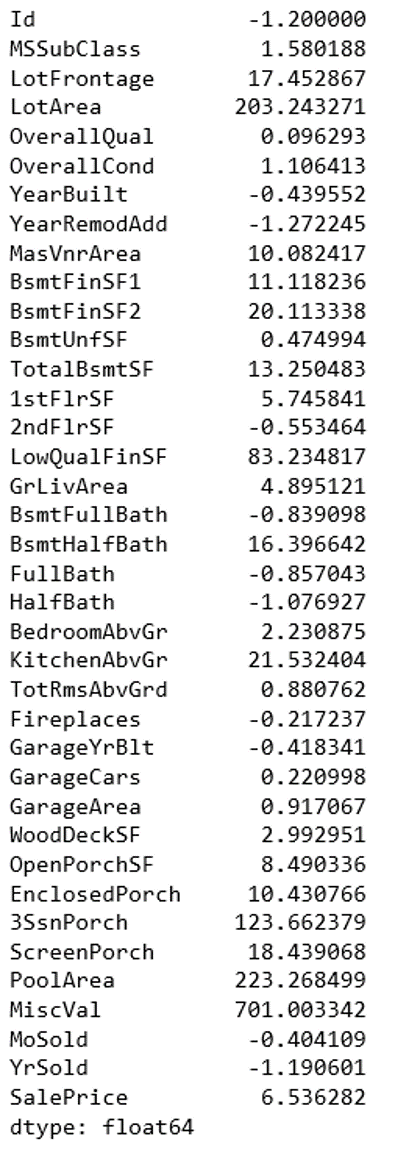 Id -1.200000
MSSubClass 1.580188
LotFrontage 17.452867
LotArea 203.243271
OverallQual 0.096293
OverallCond 1.106413
YearBuilt -0.439552
YearRemodAdd -1.272245
MasVnrArea 10.082417
BsmtFinSF1 11.118236
BsmtFinSF2 20.113338
BsmtUnfSF 0.474994
TotalBsmtSF 13.250483
1stFlrSF 5.745841
2ndFlrSF -0.553464
LowQualFinSF 83.234817
GrLivArea 4.895121
BsmtFullBath -0.839098
BsmtHalfBath 16.396642
FullBath -0.857043
HalfBath -1.076927
BedroomAbvGr 2.230875
KitchenAbvGr 21.532404
TotRmsAbvGrd 0.880762
Fireplaces -0.217237
GarageYrBlt -0.418341
GarageCars 0.220998
GarageArea 0.917067
WoodDeckSF 2.992951
OpenPorchSF 8.490336
EnclosedPorch 10.430766
3SsnPorch 123.662379
ScreenPorch 18.439068
PoolArea 223.268499
MiscVal 701.003342
MoSold -0.404109
YrSold -1.190601
SalePrice 6.536282
dtype: float64